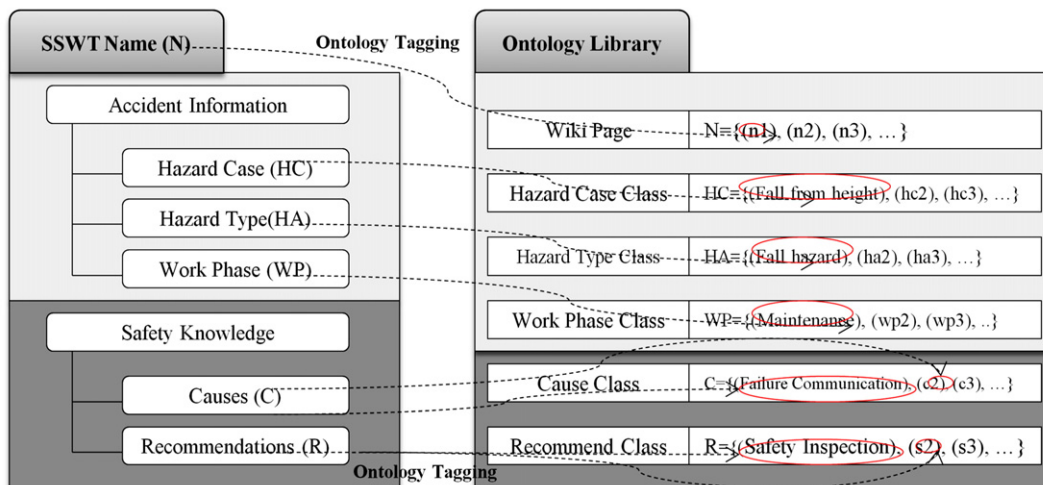 SSWT Name (N)
Ontology Tagging
Ontology Library
Accident Information
Hazard Case (HC)
Hazard Type(HA)
Work Phase (WP)
Safety Knowledge
Causes (C)
Recommendations (R)
Ontology Tagging
Wiki Page
N={(n1), (n2), (n3), …}
Hazard Case Class
HC={(Fall from height), (hc2), (hc3), …}
Hazard Type Class
HA={(Fall hazard), (ha2), (ha3), …}
Work Phase Class
WP={(Maintenance), (wp2), (wp3), ..}
Cause Class
C={(Failure Communication), (c2), (c3), …}
Recommend Class
R={(Safety Inspection), (s2), (s3), …}